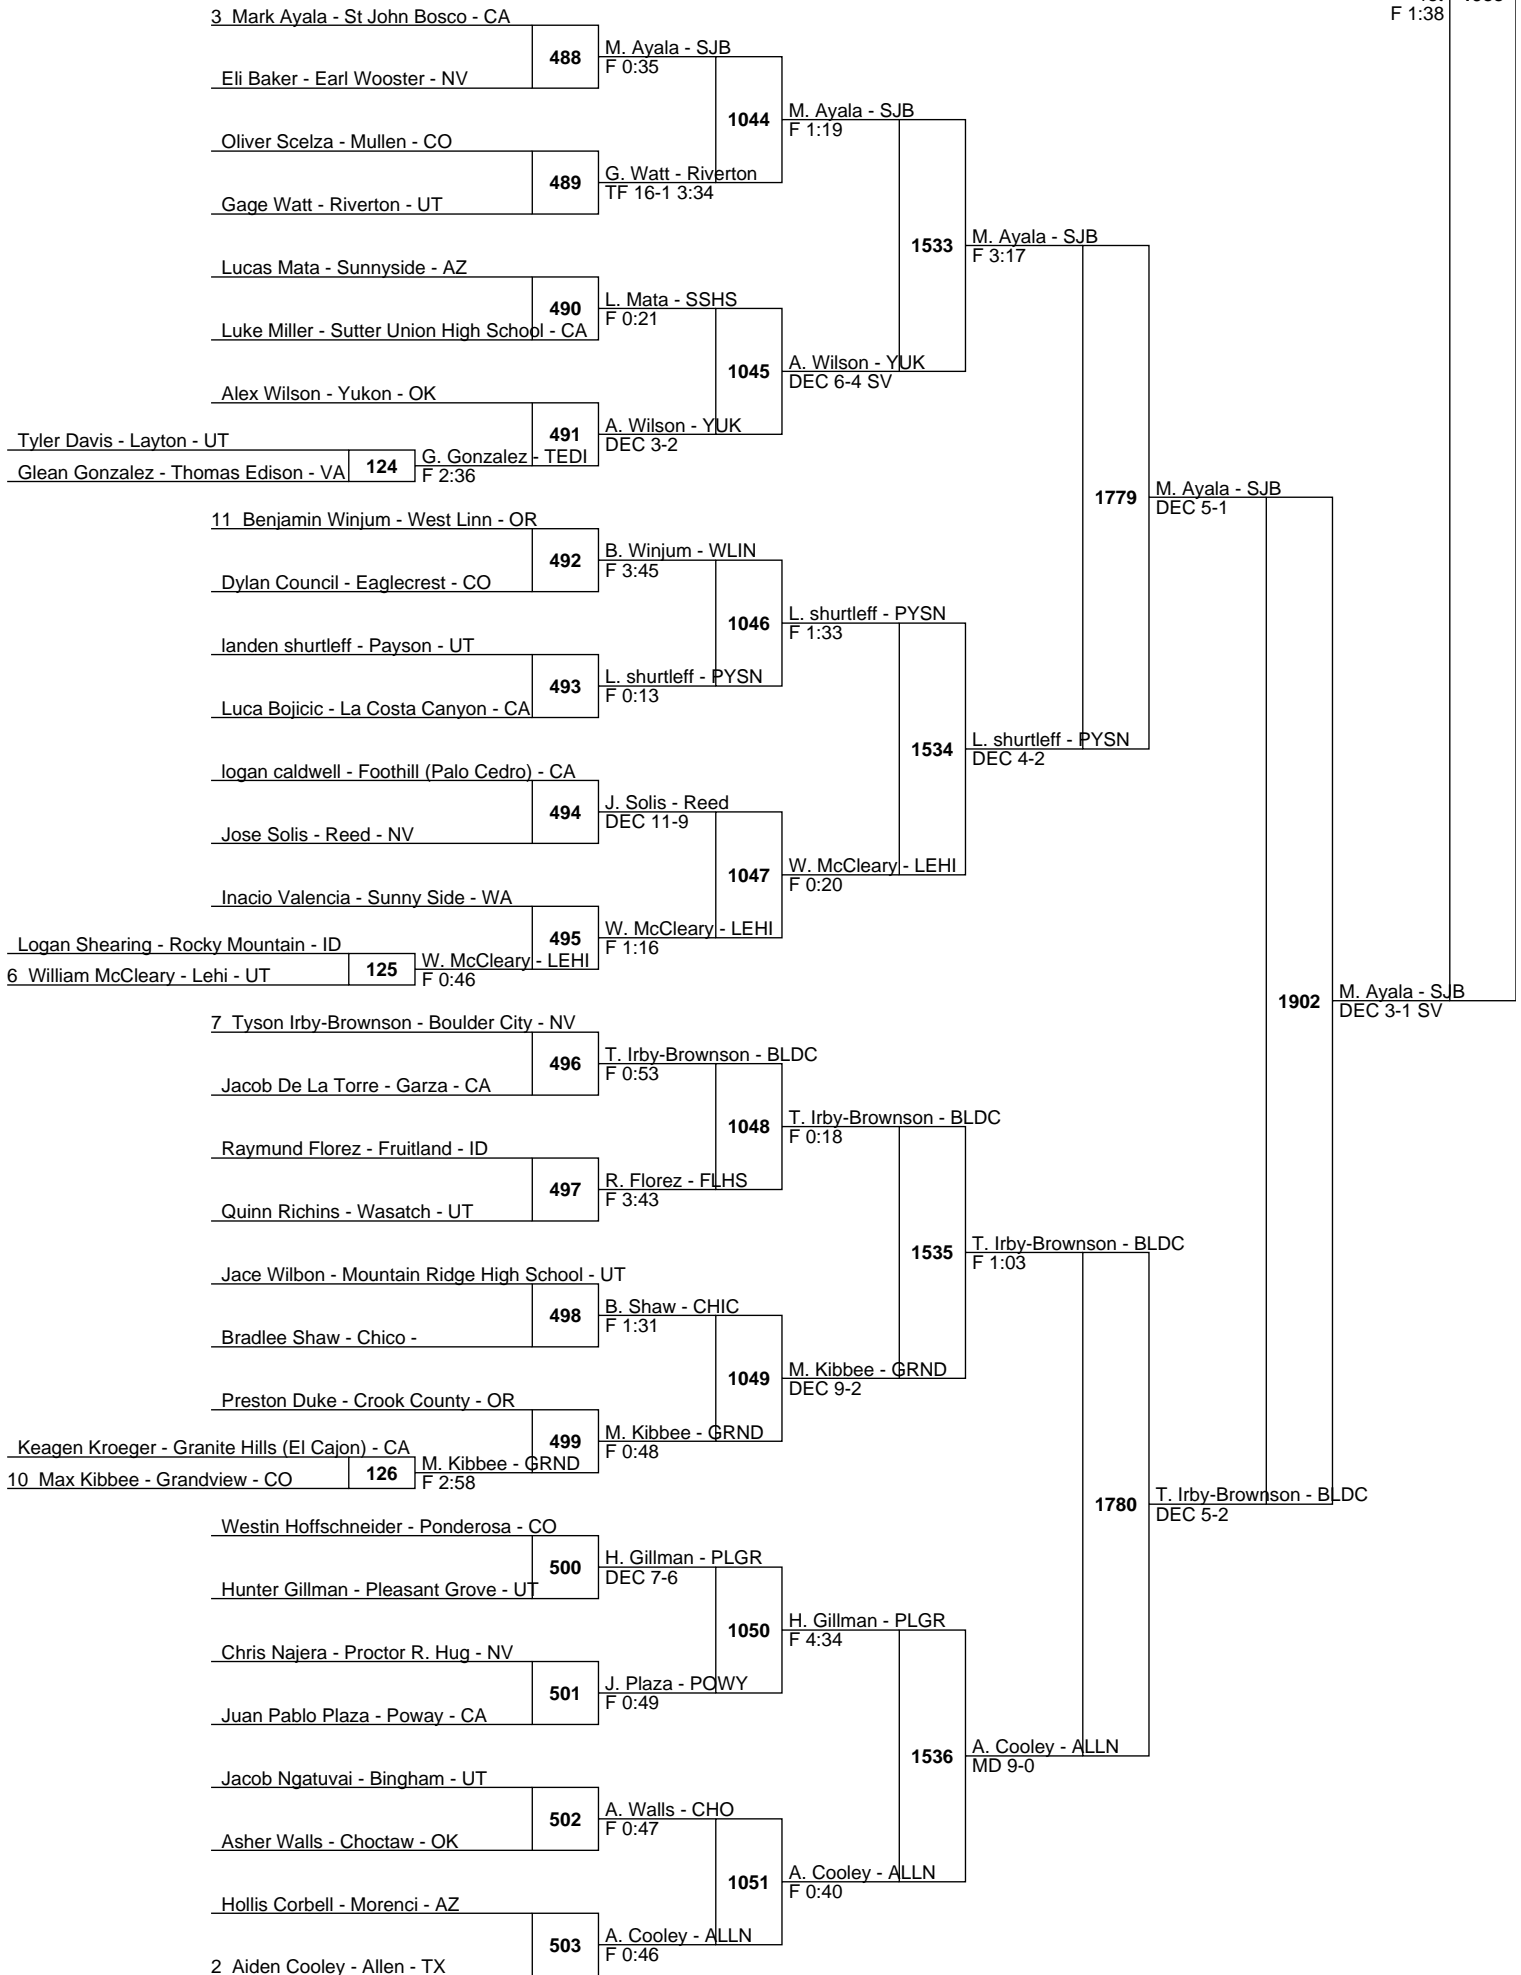 F 1:38
3 Mark Ayala - St John Bosco - CA
488
M. Ayala - SJB
F 0:35
Eli Baker - Earl Wooster - NV
1044
M. Ayala - SJB
F 1:19
Oliver Scelza - Mullen - CO
489
G. Watt - Riverton
TF 16-1 3:34
Gage Watt - Riverton - UT
1533
M. Ayala - SJB
F 3:17
Lucas Mata - Sunnyside - AZ
490
L. Mata - SSHS
F 0:21
Luke Miller - Sutter Union High School - CA
1045
A. Wilson - YUK
DEC 6-4 SV
Alex Wilson - Yukon - OK
491
A. Wilson - YUK
DEC 3-2
Tyler Davis - Layton - UT
124
G. Gonzalez - TEDI
F 2:36
Glean Gonzalez - Thomas Edison - VA
1779
M. Ayala - SJB
DEC 5-1
11 Benjamin Winjum - West Linn - OR
492
B. Winjum - WLIN
F 3:45
Dylan Council - Eaglecrest - CO
1046
L. shurtleff - PYSN
F 1:33
landen shurtleff - Payson - UT
493
L. shurtleff - PYSN
F 0:13
Luca Bojicic - La Costa Canyon - CA
1534
L. shurtleff - PYSN
DEC 4-2
logan caldwell - Foothill (Palo Cedro) - CA
494
J. Solis - Reed
DEC 11-9
Jose Solis - Reed - NV
1047
W. McCleary - LEHI
F 0:20
Inacio Valencia - Sunny Side - WA
495
W. McCleary - LEHI
F 1:16
Logan Shearing - Rocky Mountain - ID
125
W. McCleary - LEHI
F 0:46
6 William McCleary - Lehi - UT
1902
M. Ayala - SJB
DEC 3-1 SV
7 Tyson Irby-Brownson - Boulder City - NV
496
T. Irby-Brownson - BLDC
F 0:53
Jacob De La Torre - Garza - CA
1048
T. Irby-Brownson - BLDC
F 0:18
Raymund Florez - Fruitland - ID
497
R. Florez - FLHS
F 3:43
Quinn Richins - Wasatch - UT
1535
T. Irby-Brownson - BLDC
F 1:03
Jace Wilbon - Mountain Ridge High School - UT
498
B. Shaw - CHIC
F 1:31
Bradlee Shaw - Chico -
1049
M. Kibbee - GRND
DEC 9-2
Preston Duke - Crook County - OR
499
M. Kibbee - GRND
F 0:48
Keagen Kroeger - Granite Hills (El Cajon) - CA
126
M. Kibbee - GRND
F 2:58
10 Max Kibbee - Grandview - CO
1780
T. Irby-Brownson - BLDC
DEC 5-2
Westin Hoffschneider - Ponderosa - CO
500
H. Gillman - PLGR
DEC 7-6
Hunter Gillman - Pleasant Grove - UT
1050
H. Gillman - PLGR
F 4:34
Chris Najera - Proctor R. Hug - NV
501
J. Plaza - POWY
F 0:49
Juan Pablo Plaza - Poway - CA
1536
A. Cooley - ALLN
MD 9-0
Jacob Ngatuvai - Bingham - UT
502
A. Walls - CHO
F 0:47
Asher Walls - Choctaw - OK
1051
A. Cooley - ALLN
F 0:40
Hollis Corbell - Morenci - AZ
503
A. Cooley - ALLN
F 0:46
2 Aiden Cooley - Allen - TX